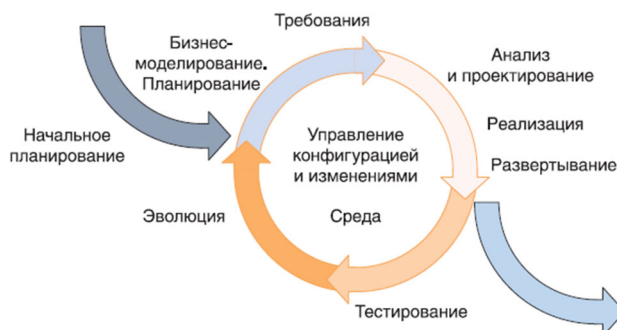 Требования
Бизнес-
моделирование.
Планирование
Анализ
и проектирование
Начальное
планирование
Управление
конфигурацией
и изменениями
Реализация
Развертывание
Эволюция
Среда
Тестирование